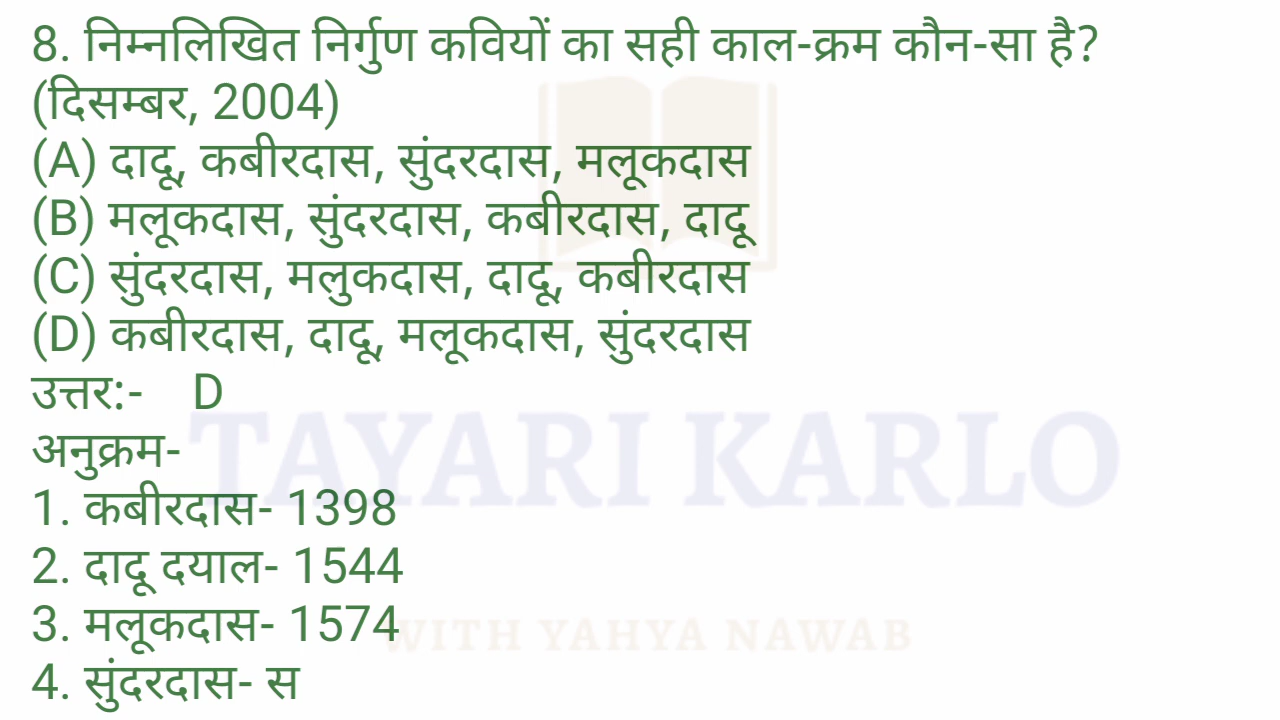 8. निम्नलिखित निर्गुण कवियों का सही काल-क्रम कौन-सा है?
(दिसम्बर, 2004)
(A) दादू, कबीरदास, सुंदरदास, मलूकदास
(B) मलूकदास, सुंदरदास, कबीरदास, दादू
(C) सुंदरदास, मलुकदास, दादू, कबीरदास
(D) कबीरदास, दादू, मलूकदास, सुंदरदास
उत्तर:- D
TAYARI KARLO
अनुक्रम-
1. कबीरदास- 1398
2. दादू दयाल- 1544
3. मलूकदास- 1574
WITH YAHYA NAWAB
4. सुंदरदास- स